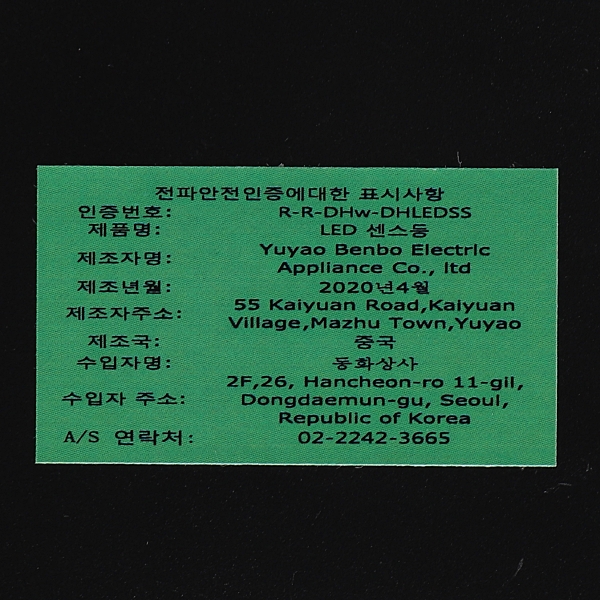 전파안전인증에대한 표시사항
인증번호: R-R-DHw-DHLEDSS
제품명: LED 센스등
제조자명: Yuyao Benbo Electric
Appliance Co., ltd
제조년월: 2020년4월
제조자주소: 55 Kaiyuan Road,Kaiyuan
Village,Mazhu Town,Yuyao
제조국: 중국
수입자명: 동화상사
수입자 주소: 2F,26, Hancheon-ro 11-gil,
Dongdaemun-gu, Seoul,
Republic of Korea
A/S 연락처: 02-2242-3665